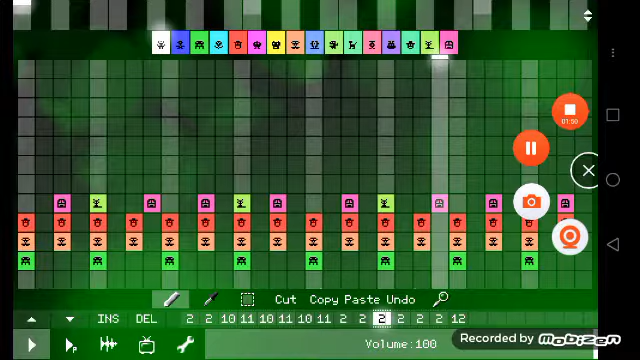 01:50
Cut Copy Paste Undo
INS DEL 2 2 10 11 10 11 10 11 2 2 2 2 2 2 12
Volume:100
Recorded by Mobizen